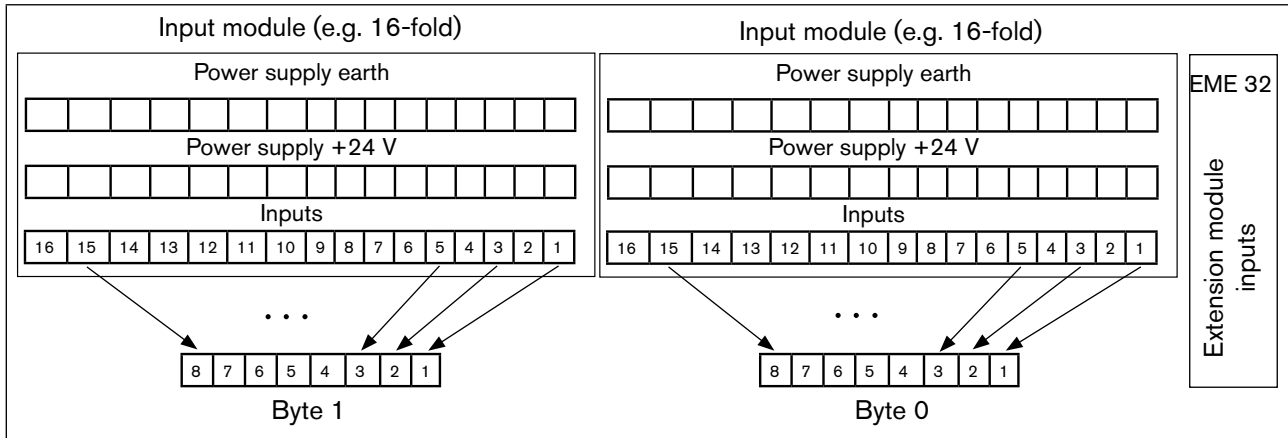 Input module (e.g. 16-fold)
Power supply earth
Power supply +24 V
Inputs
16 15 14 13 12 11 10 9 8 7 6 5 4 3 2 1
. . .
8 7 6 5 4 3 2 1
Byte 1
Input module (e.g. 16-fold)
Power supply earth
Power supply +24 V
Inputs
16 15 14 13 12 11 10 9 8 7 6 5 4 3 2 1
. . .
8 7 6 5 4 3 2 1
Byte 0
EME 32
Extension module
inputs